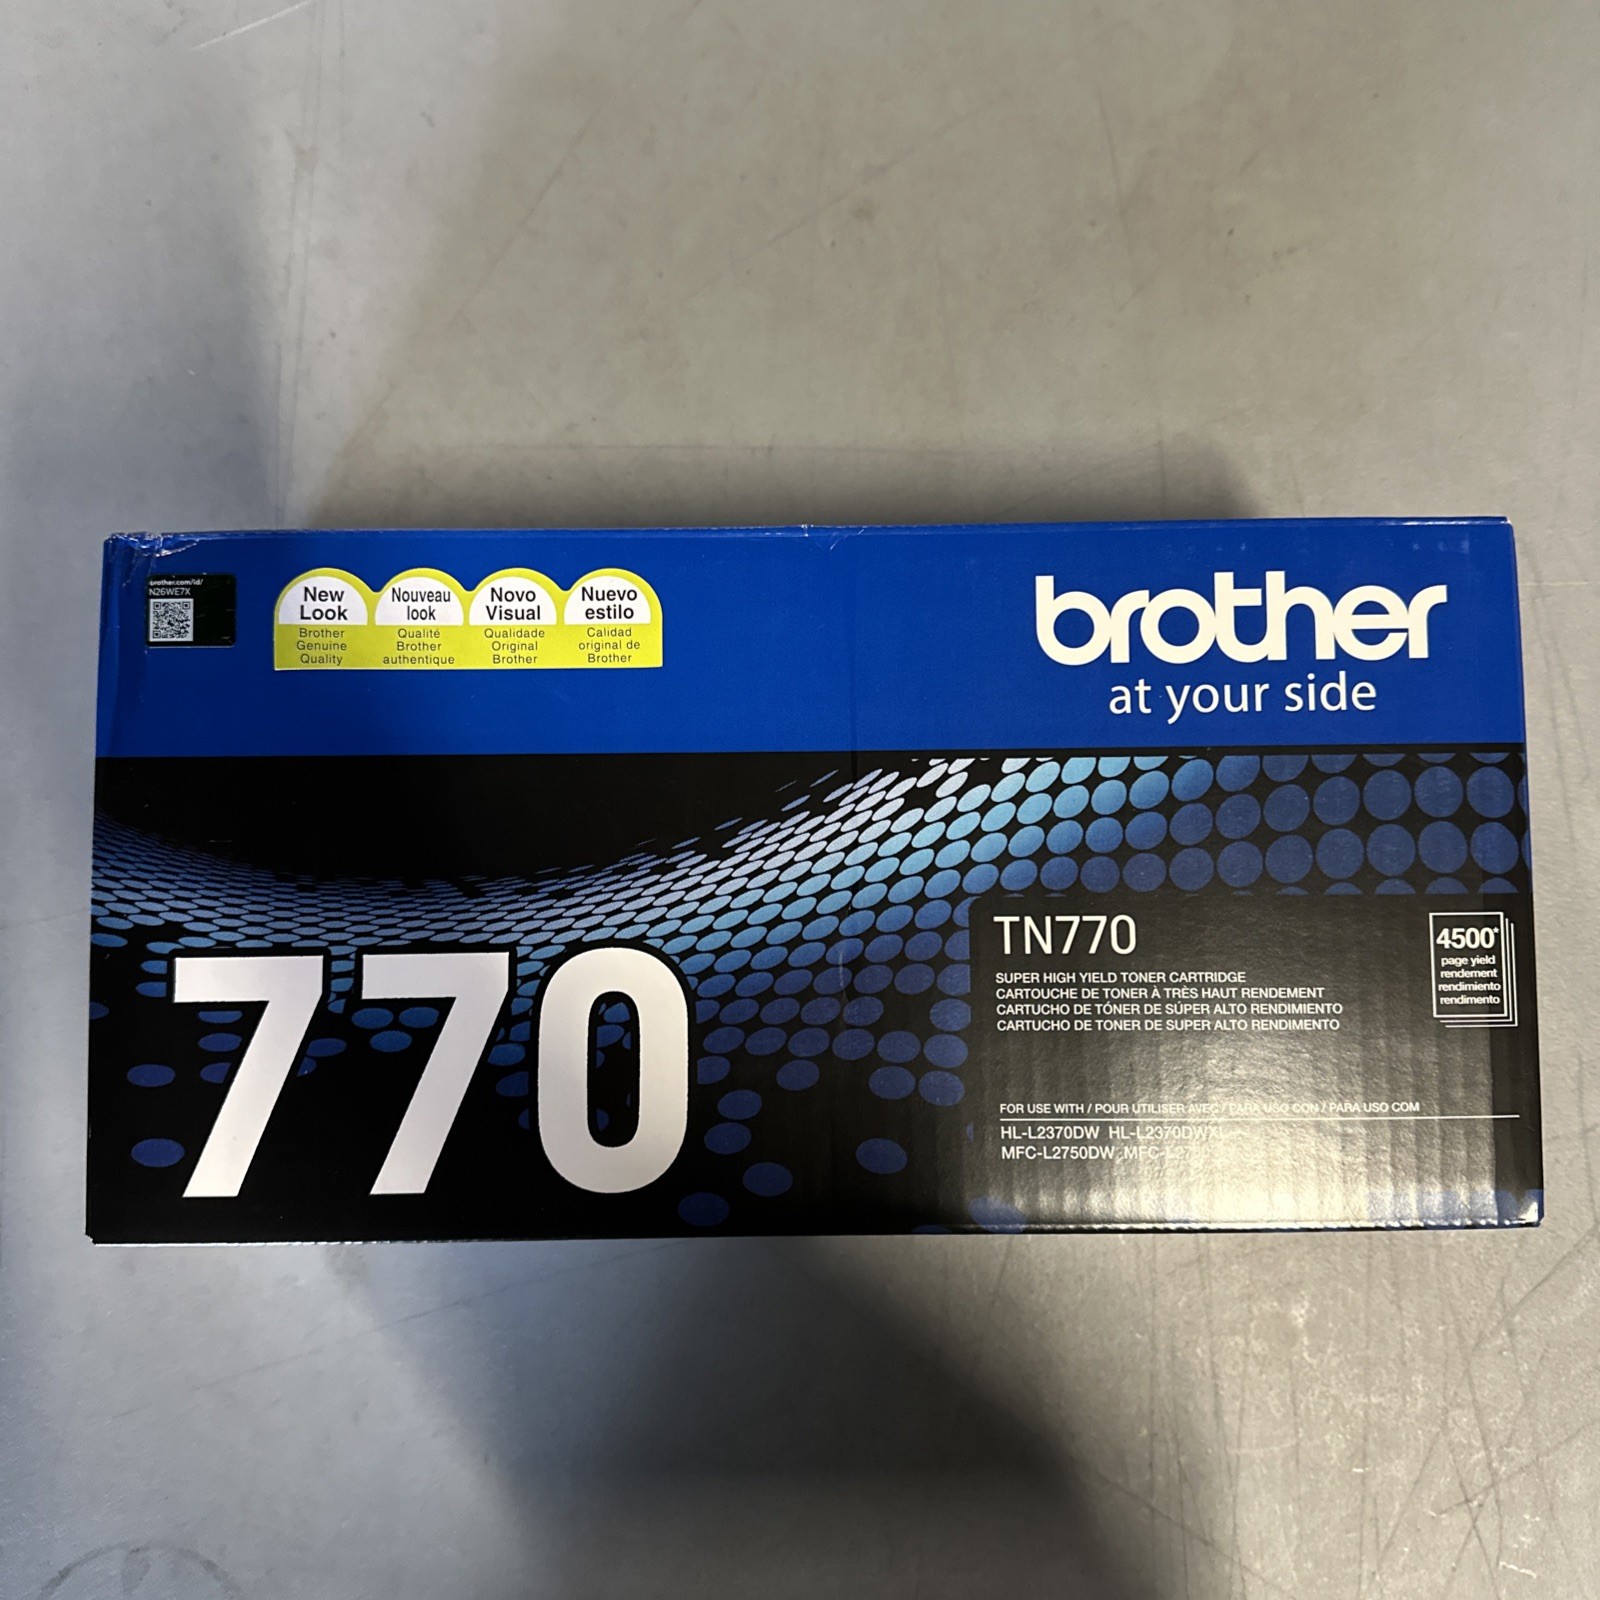 brother.com/id/
N26WE7X
New
Look
Brother
Genuine
Quality
Nouveau
look
Qualité
Brother
authentique
Novo
Visual
Qualidade
Original
Brother
Nuevo
estilo
Calidad
original de
Brother
brother
at your side
770
TN770
SUPER HIGH YIELD TONER CARTRIDGE
CARTOUCHE DE TONER À TRÈS HAUT RENDEMENT
CARTUCHO DE TÓNER DE SÚPER ALTO RENDIMIENTO
CARTUCHO DE TONER DE SUPER ALTO RENDIMENTO
4500*
page yield
rendement
rendimiento
rendimento
FOR USE WITH / POUR UTILISER AVEC / PARA USO CON / PARA USO COM
HL-L2370DW HL-L2370DWXL
MFC-L2750DW